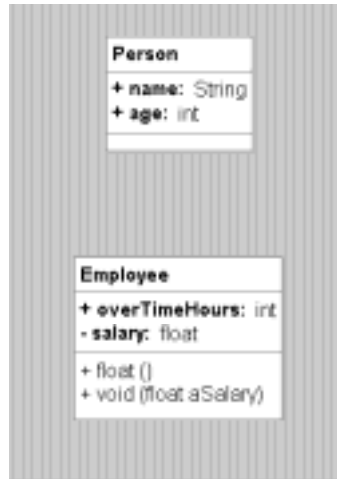 Person
+ name: String
+ age: int
Employee
+ overTimeHours: int
- salary: float
+ float ()
+ void (float aSalary)